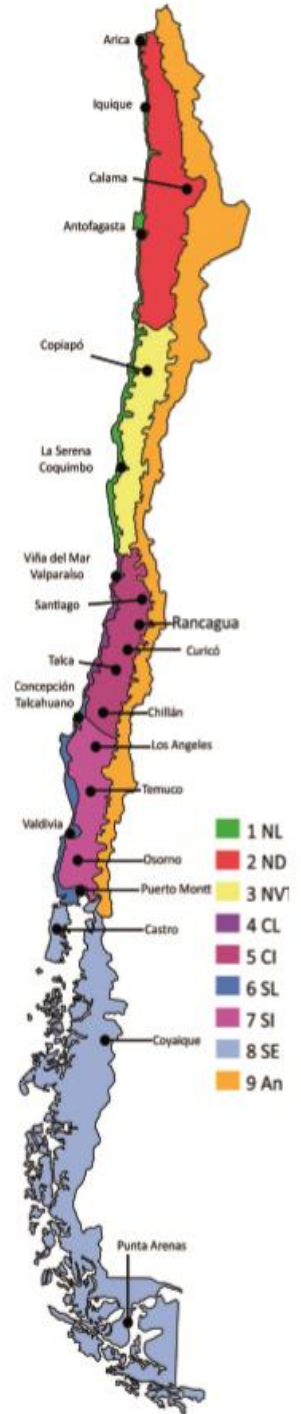 Arica
Iquique
Calama
Antofagasta
Copiapó
La Serena
Coquimbo
Viña del Mar
Valparaíso
Santiago
Rancagua
Curicó
Talca
Concepción
Talcahuano
Chillán
Los Angeles
Temuco
Valdivia
Osorno
Puerto Montt
Castro
Coyaique
Punta Arenas
1 NL
2 ND
3 NVT
4 CL
5 CI
6 SL
7 SI
8 SE
9 An